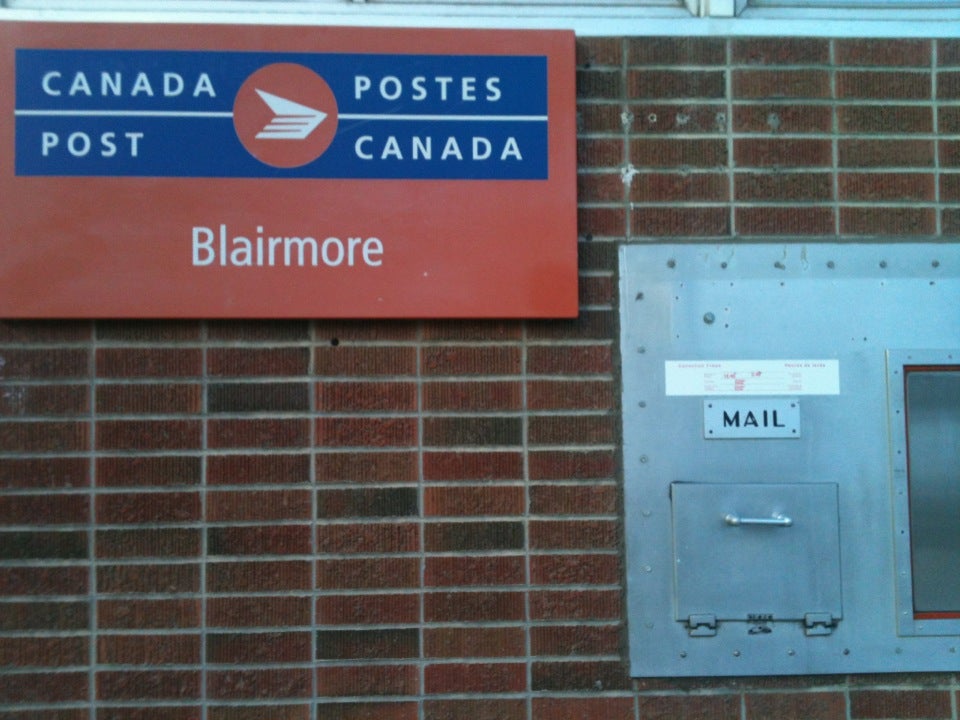 CANADA POSTES
POST CANADA
Blairmore
MAIL